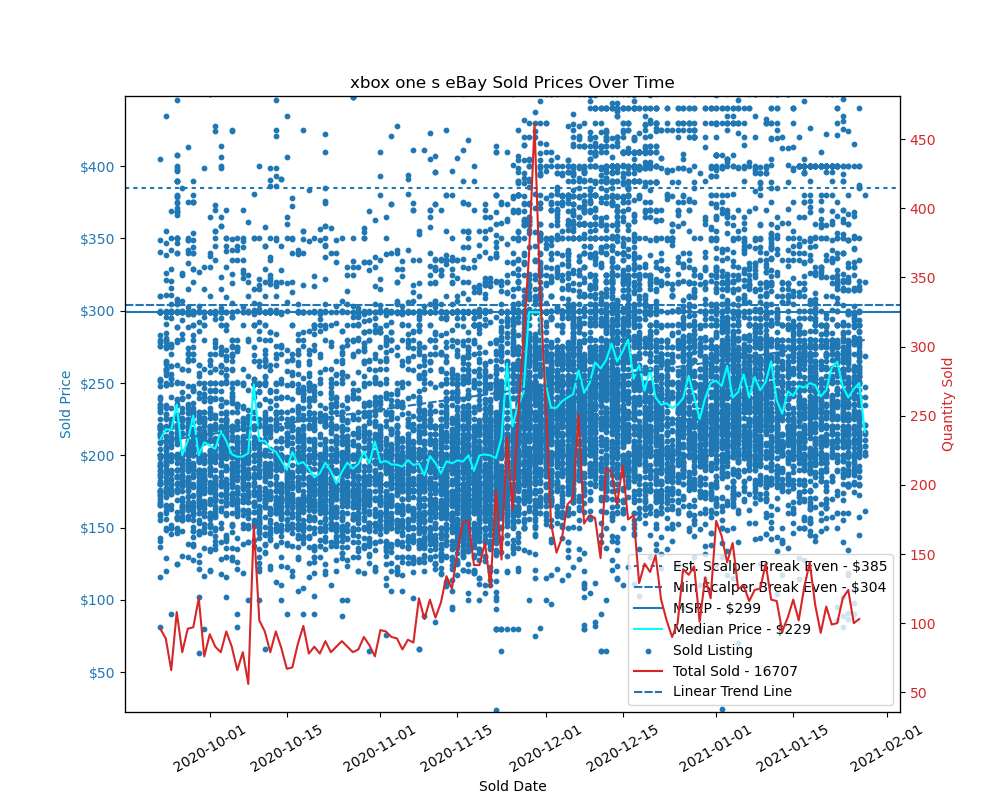 xbox one s eBay Sold Prices Over Time
$400
$350
$300
$250
$200
$150
$100
$50
Sold Price
450
400
350
300
250
200
150
100
50
Quantity Sold
Est. Scalper Break Even - $385
Min Scalper Break Even - $304
MSRP - $299
Median Price - $229
Sold Listing
Total Sold - 16707
Linear Trend Line
2020-10-01
2020-10-15
2020-11-01
2020-11-15
2020-12-01
2020-12-15
2021-01-01
2021-01-15
2021-02-01
Sold Date